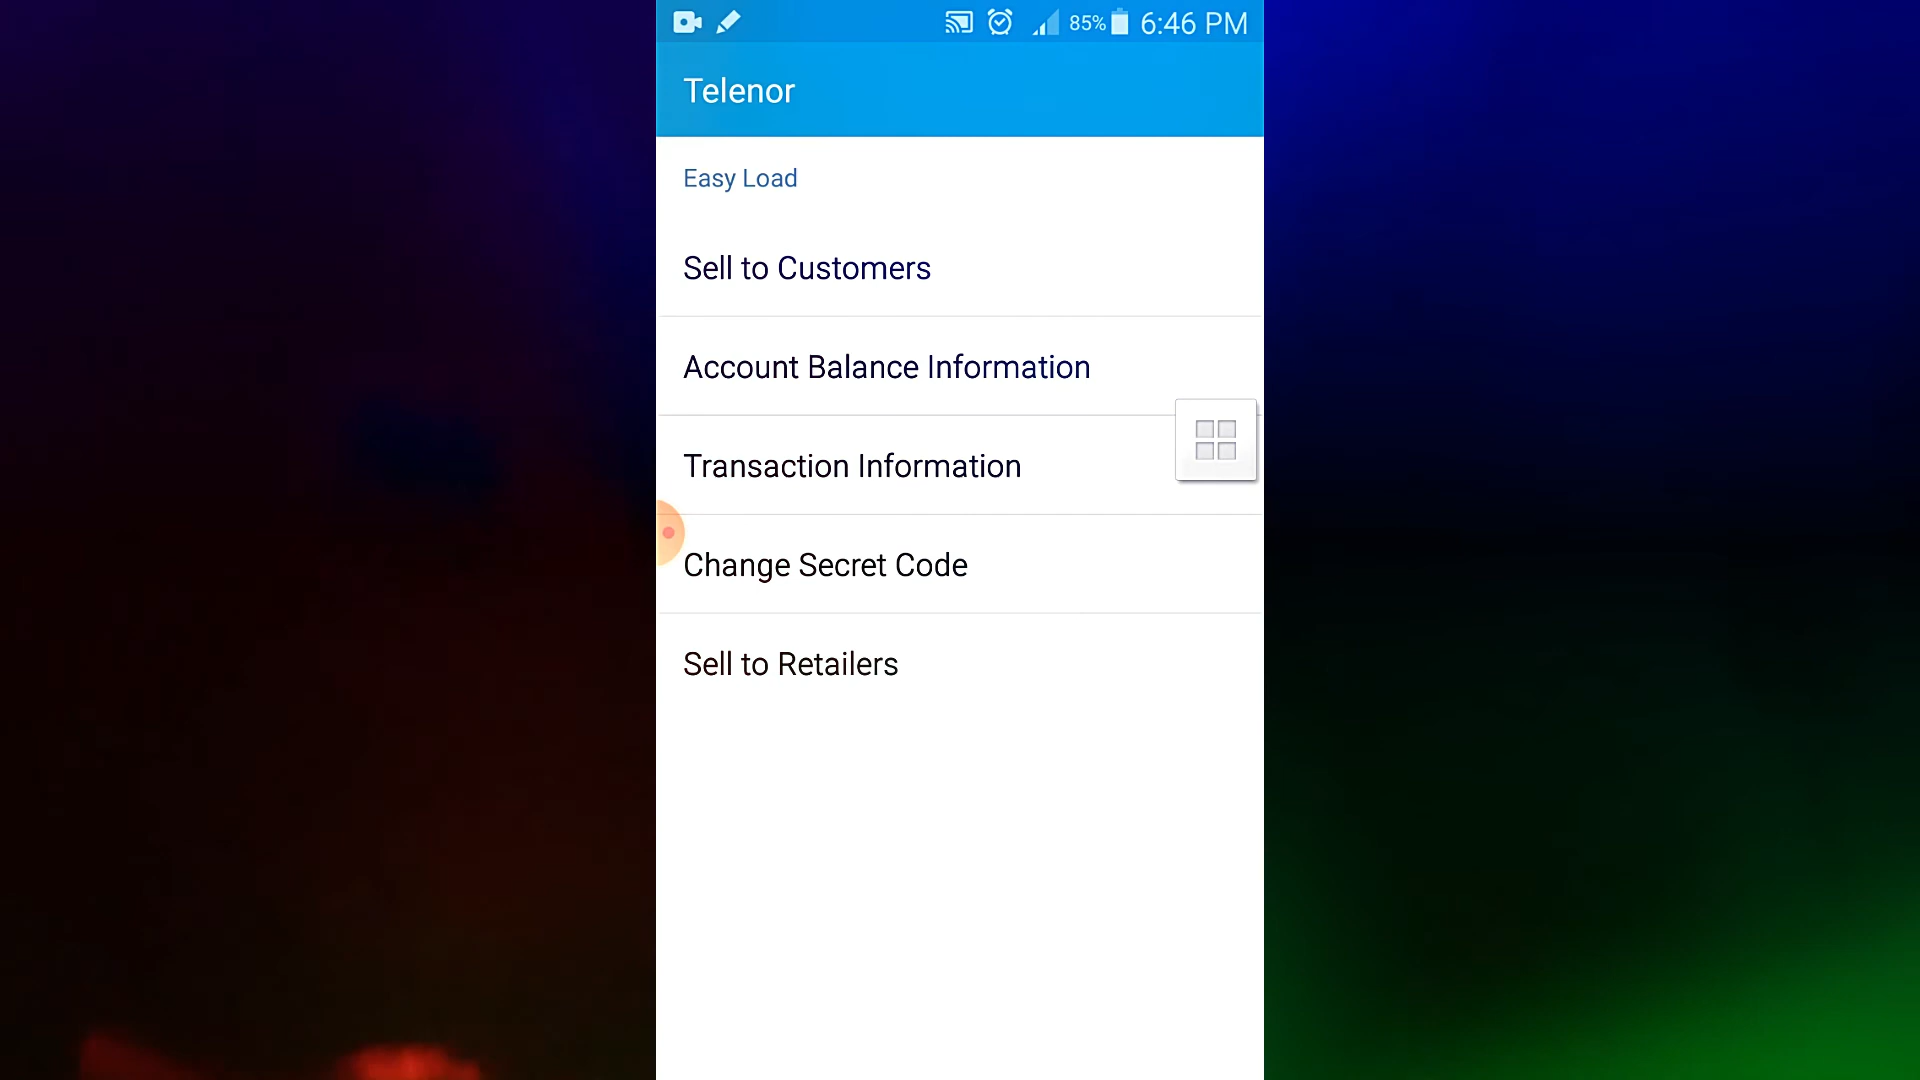 85% 6:46 PM
Telenor
Easy Load
Sell to Customers
Account Balance Information
Transaction Information
Change Secret Code
Sell to Retailers